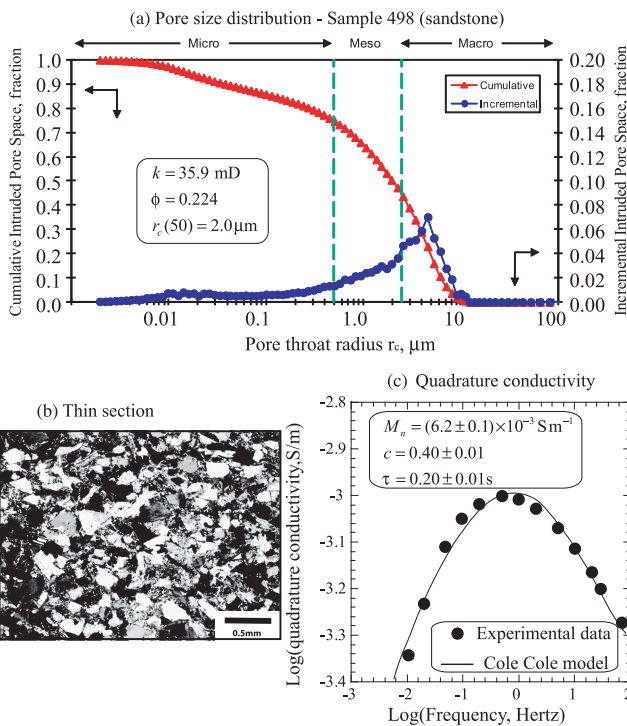 (a) Pore size distribution - Sample 498 (sandstone)
Micro Meso Macro
Cumulative Intruded Pore Space, fraction
1.0
0.9
0.8
0.7
0.6
0.5
0.4
0.3
0.2
0.1
0.0
Cumulative
Incremental
k = 35.9 mD
ϕ = 0.224
r_c(50) = 2.0 μm
0.20
0.18
0.16
0.14
0.12
0.10
0.08
0.06
0.04
0.02
0.00
Incremental Intruded Pore Space, fraction
0.01 0.1 1.0 10 100
Pore throat radius r_c, μm
(b) Thin section
0.5mm
(c) Quadrature conductivity
Log(quadrature conductivity,S/m)
-2.8
-2.9
-3
-3.1
-3.2
-3.3
-3.4
M_n = (6.2±0.1)×10⁻³ S m⁻¹
c = 0.40±0.01
τ = 0.20±0.01s
Experimental data
Cole Cole model
-3 -2 -1 0 1 2
Log(Frequency, Hertz)